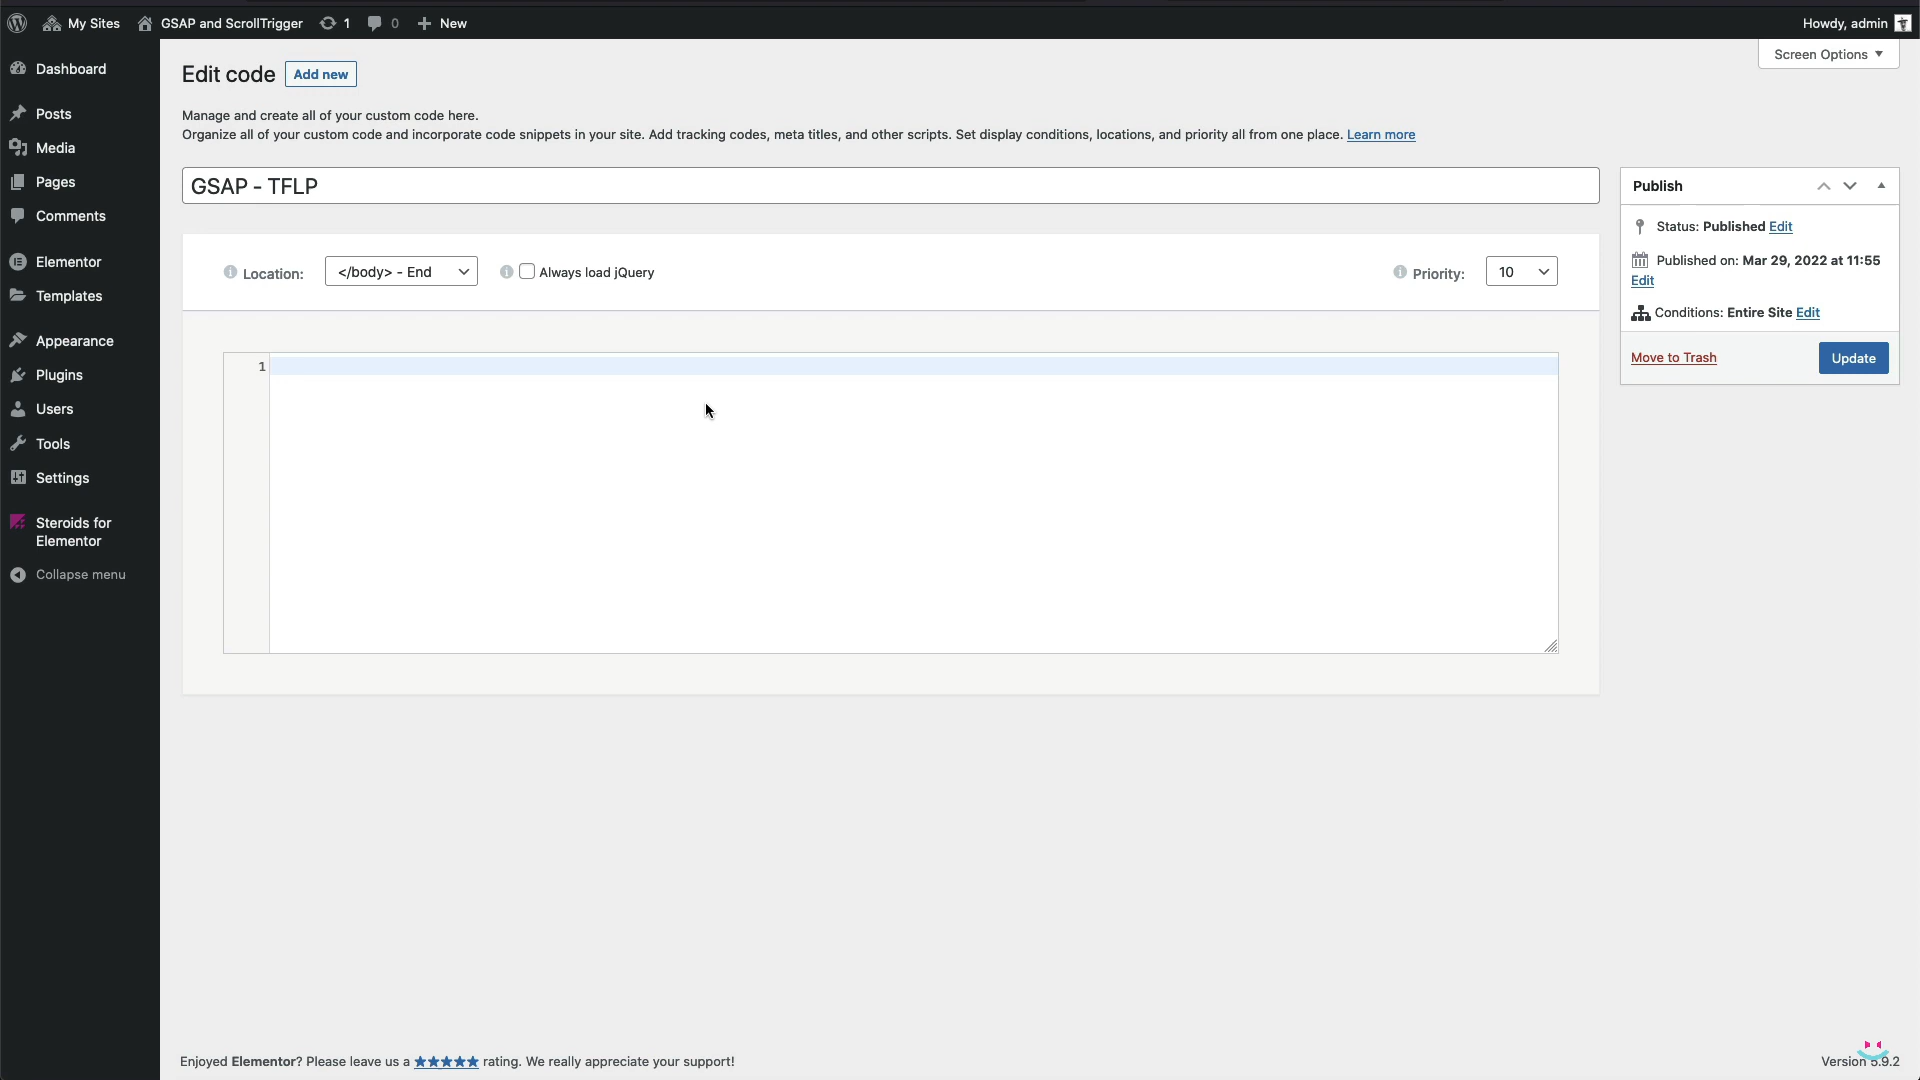 My Sites
GSAP and ScrollTrigger
1
0
New
Howdy, admin
Screen Options
Dashboard
Posts
Media
Pages
Comments
Elementor
Templates
Appearance
Plugins
Users
Tools
Settings
Steroids for
Elementor
Collapse menu
Edit code
Add new
Manage and create all of your custom code here.
Organize all of your custom code and incorporate code snippets in your site. Add tracking codes, meta titles, and other scripts. Set display conditions, locations, and priority all from one place. Learn more
GSAP - TFLP
Location:
</body> - End
Always load jQuery
Priority:
10
1
Publish
Status: Published Edit
Published on: Mar 29, 2022 at 11:55
Edit
Conditions: Entire Site Edit
Move to Trash
Update
Enjoyed Elementor? Please leave us a ★★★★★ rating. We really appreciate your support!
Version 5.9.2